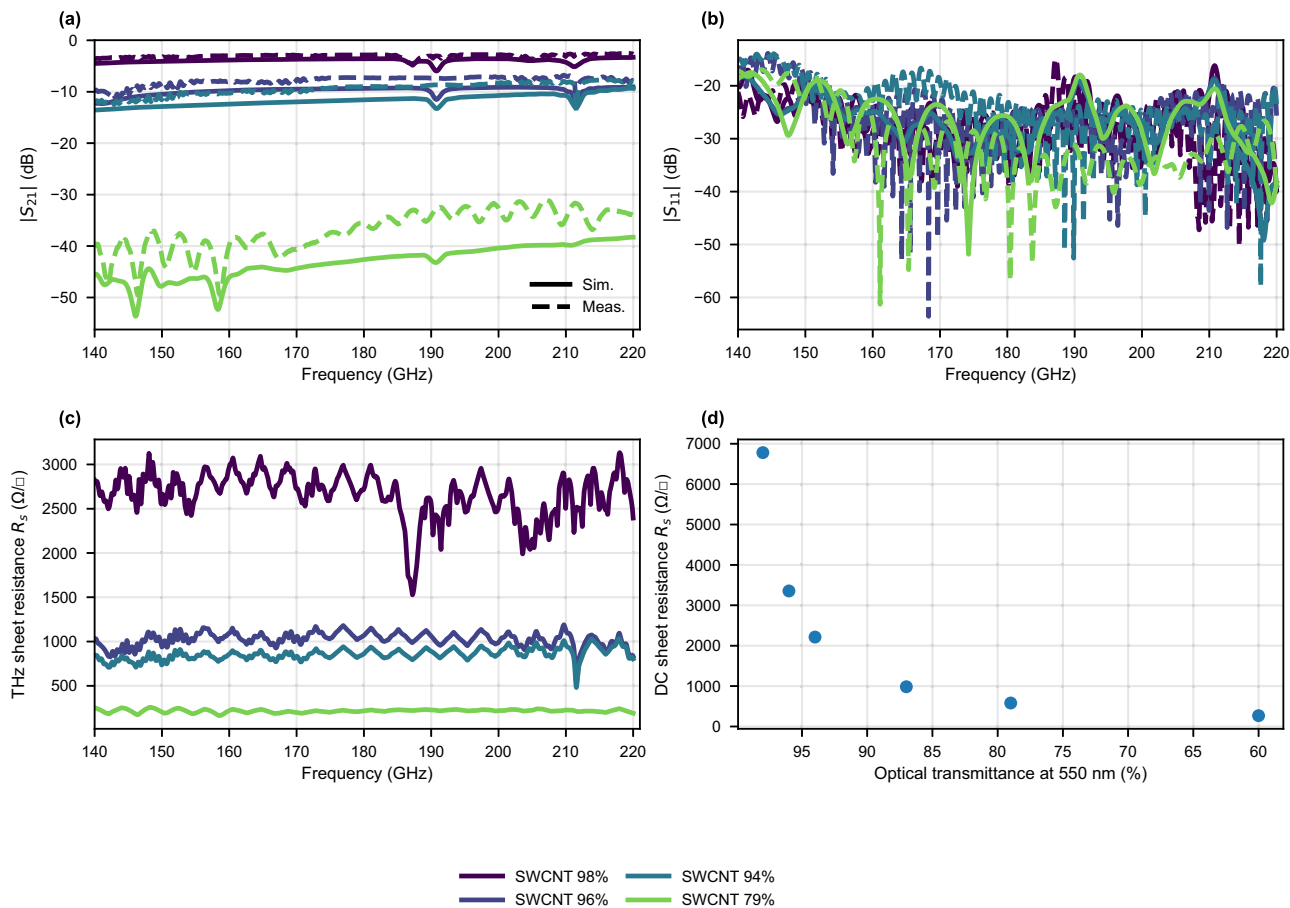 (a)
0
−10
−20
−30
−40
−50
|S21| (dB)
Sim.
Meas.
140 150 160 170 180 190 200 210 220
Frequency (GHz)
(b)
−20
−30
−40
−50
−60
|S11| (dB)
140 150 160 170 180 190 200 210 220
Frequency (GHz)
(c)
3000
2500
2000
1500
1000
500
THz sheet resistance Rs (Ω/□)
140 150 160 170 180 190 200 210 220
Frequency (GHz)
(d)
7000
6000
5000
4000
3000
2000
1000
0
DC sheet resistance Rs (Ω/□)
95 90 85 80 75 70 65 60
Optical transmittance at 550 nm (%)
SWCNT 98% SWCNT 94%
SWCNT 96% SWCNT 79%